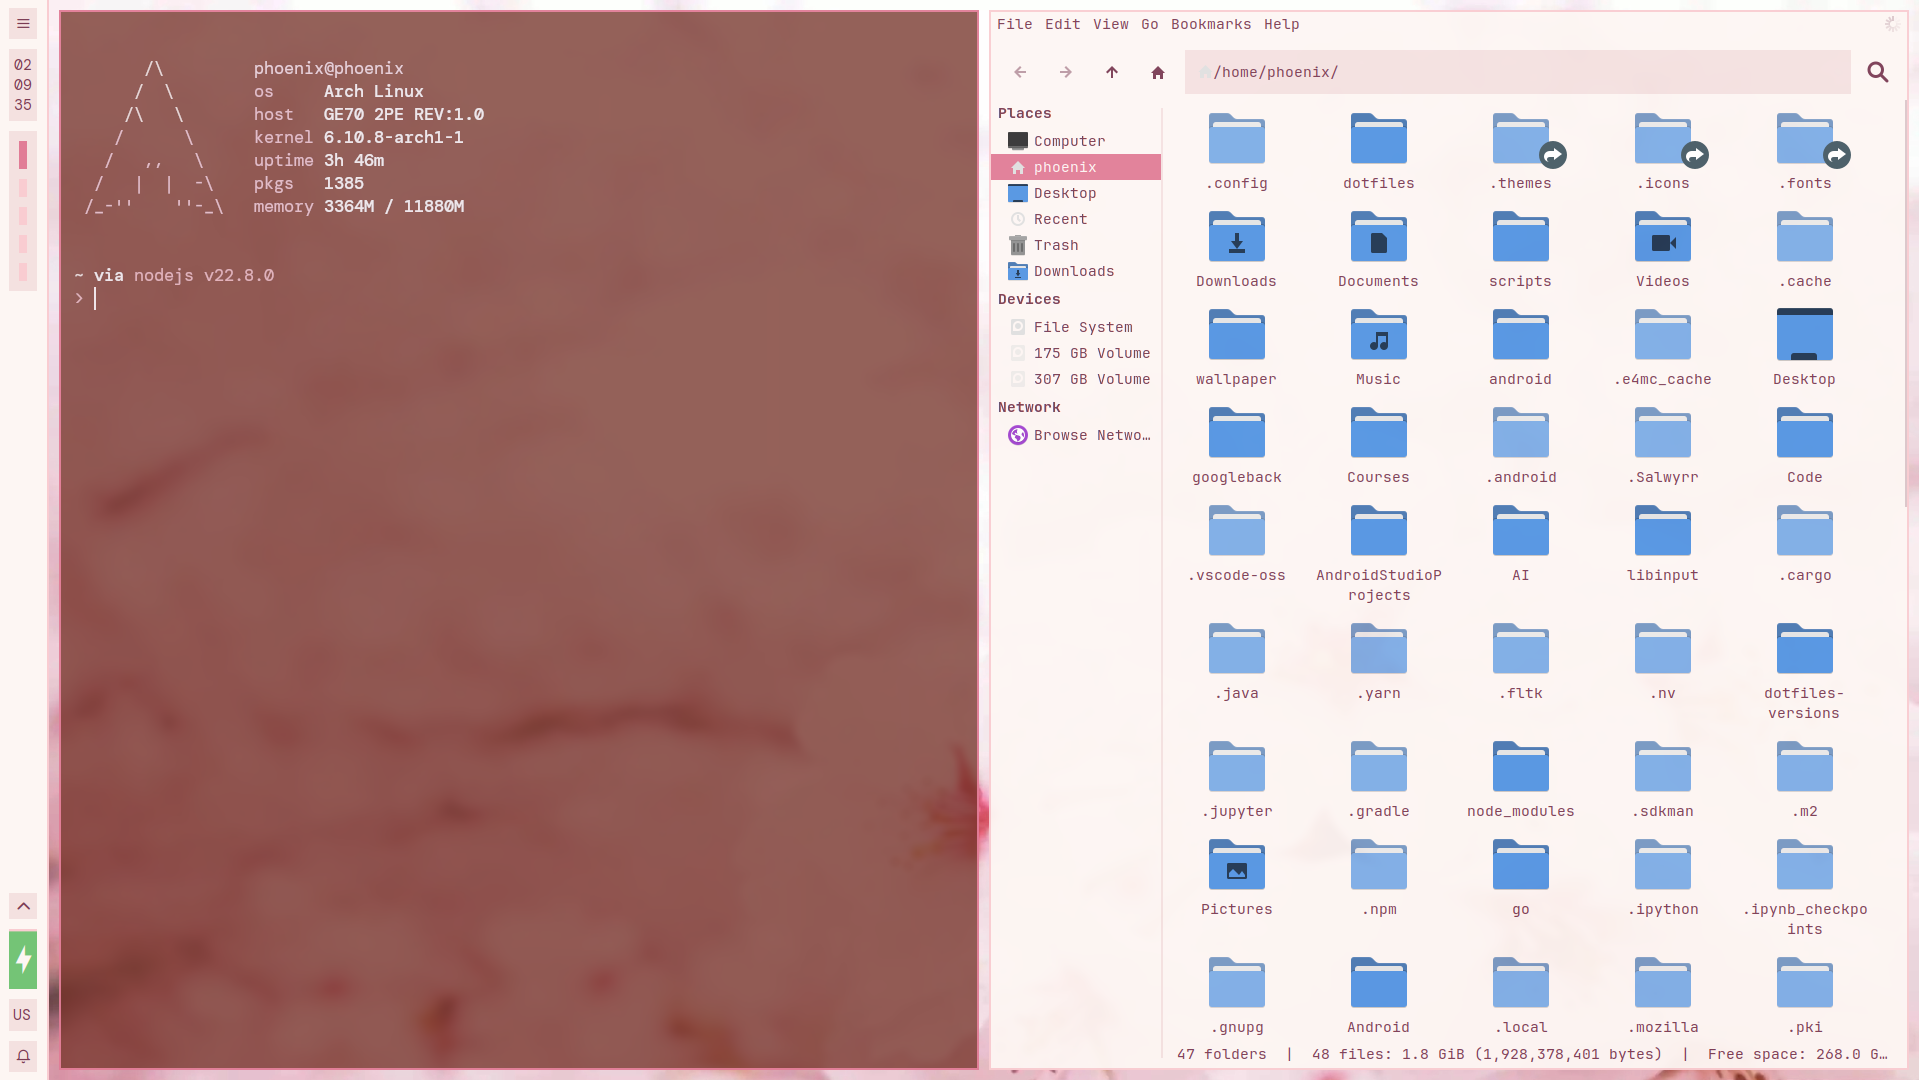 02
09
35
US
phoenix@phoenix
os Arch Linux
host GE70 2PE REV:1.0
kernel 6.10.8-arch1-1
uptime 3h 46m
pkgs 1385
memory 3364M / 11880M
~ via nodejs v22.8.0
›
File Edit View Go Bookmarks Help
/home/phoenix/
Places
Computer
phoenix
Desktop
Recent
Trash
Downloads
Devices
File System
175 GB Volume
307 GB Volume
Network
Browse Netwo…
.config dotfiles .themes .icons .fonts
Downloads Documents scripts Videos .cache
wallpaper Music android .e4mc_cache Desktop
googleback Courses .android .Salwyrr Code
.vscode-oss AndroidStudioP AI libinput .cargo
rojects
.java .yarn .fltk .nv dotfiles-
versions
.jupyter .gradle node_modules .sdkman .m2
Pictures .npm go .ipython .ipynb_checkpo
ints
.gnupg Android .local .mozilla .pki
47 folders | 48 files: 1.8 GiB (1,928,378,401 bytes) | Free space: 268.0 G…